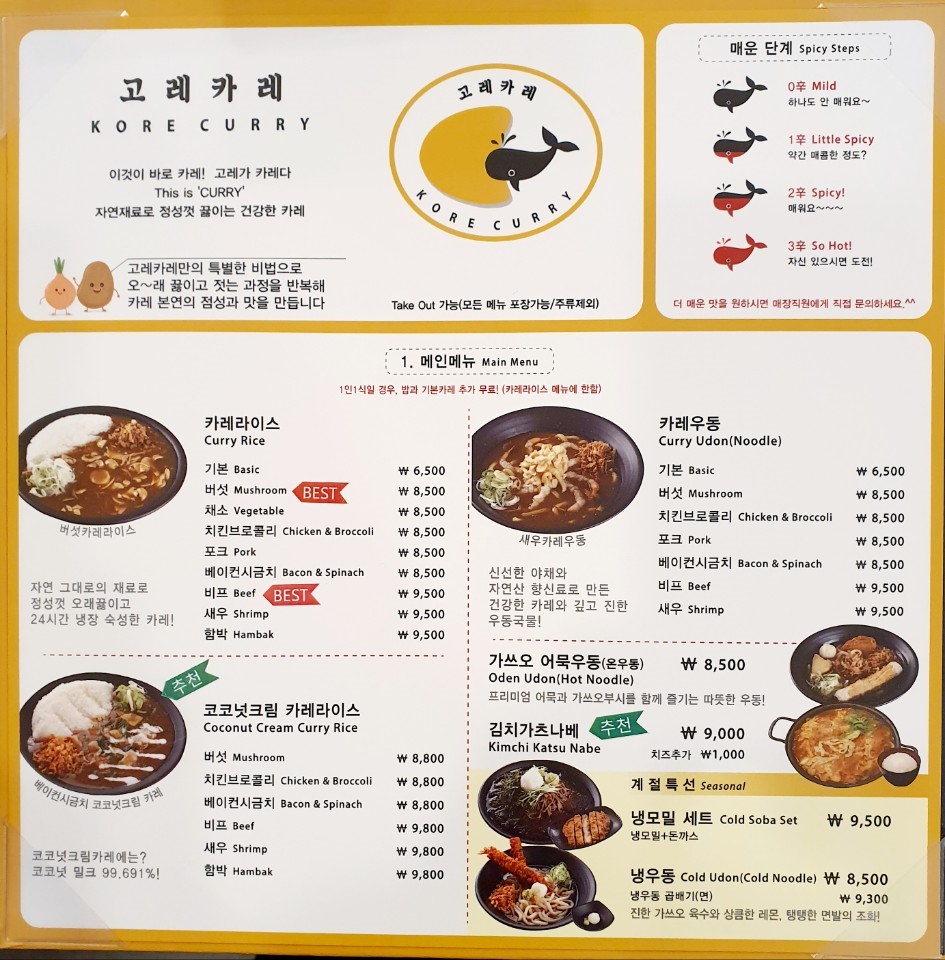 고 레 카 레
KORE CURRY
이것이 바로 카레! 고레가 카레다
This is 'CURRY'
자연재료로 정성껏 끓이는 건강한 카레
고레카레만의 특별한 비법으로
오~래 끓이고 젓는 과정을 반복해
카레 본연의 점성과 맛을 만듭니다
고레카레
KORE CURRY
Take Out 가능(모든 메뉴 포장가능/주류제외)
매운 단계 Spicy Steps
0辛 Mild
하나도 안 매워요~
1辛 Little Spicy
약간 매콤한 정도?
2辛 Spicy!
매워요~~~
3辛 So Hot!
자신 있으시면 도전!
더 매운 맛을 원하시면 매장직원에게 직접 문의하세요.^^
1. 메인메뉴 Main Menu
1인1식일 경우, 밥과 기본카레 추가 무료! (카레라이스 메뉴에 한함)
카레라이스
Curry Rice
기본 Basic ₩ 6,500
버섯 Mushroom BEST ₩ 8,500
채소 Vegetable ₩ 8,500
치킨브로콜리 Chicken & Broccoli ₩ 8,500
포크 Pork ₩ 8,500
베이컨시금치 Bacon & Spinach ₩ 8,500
비프 Beef BEST ₩ 9,500
새우 Shrimp ₩ 9,500
함박 Hambak ₩ 9,500
버섯카레라이스
자연 그대로의 재료로
정성껏 오래끓이고
24시간 냉장 숙성한 카레!
추천
코코넛크림 카레라이스
Coconut Cream Curry Rice
버섯 Mushroom ₩ 8,800
치킨브로콜리 Chicken & Broccoli ₩ 8,800
베이컨시금치 Bacon & Spinach ₩ 8,800
비프 Beef ₩ 9,800
새우 Shrimp ₩ 9,800
함박 Hambak ₩ 9,800
베이컨시금치 코코넛크림 카레
코코넛크림카레에는?
코코넛 밀크 99.691%!
카레우동
Curry Udon(Noodle)
기본 Basic ₩ 6,500
버섯 Mushroom ₩ 8,500
치킨브로콜리 Chicken & Broccoli ₩ 8,500
포크 Pork ₩ 8,500
베이컨시금치 Bacon & Spinach ₩ 8,500
비프 Beef ₩ 9,500
새우 Shrimp ₩ 9,500
새우카레우동
신선한 야채와
자연산 향신료로 만든
건강한 카레와 깊고 진한
우동국물!
가쓰오 어묵우동(온우동) ₩ 8,500
Oden Udon(Hot Noodle)
프리미엄 어묵과 가쓰오부시를 함께 즐기는 따뜻한 우동!
김치가츠나베 추천 ₩ 9,000
Kimchi Katsu Nabe 치즈추가 ₩1,000
계절특선 Seasonal
냉모밀 세트 Cold Soba Set ₩ 9,500
냉모밀+돈까스
냉우동 Cold Udon(Cold Noodle) ₩ 8,500
냉우동 곱배기(면) ₩ 9,300
진한 가쓰오 육수와 상큼한 레몬, 탱탱한 면발의 조화!